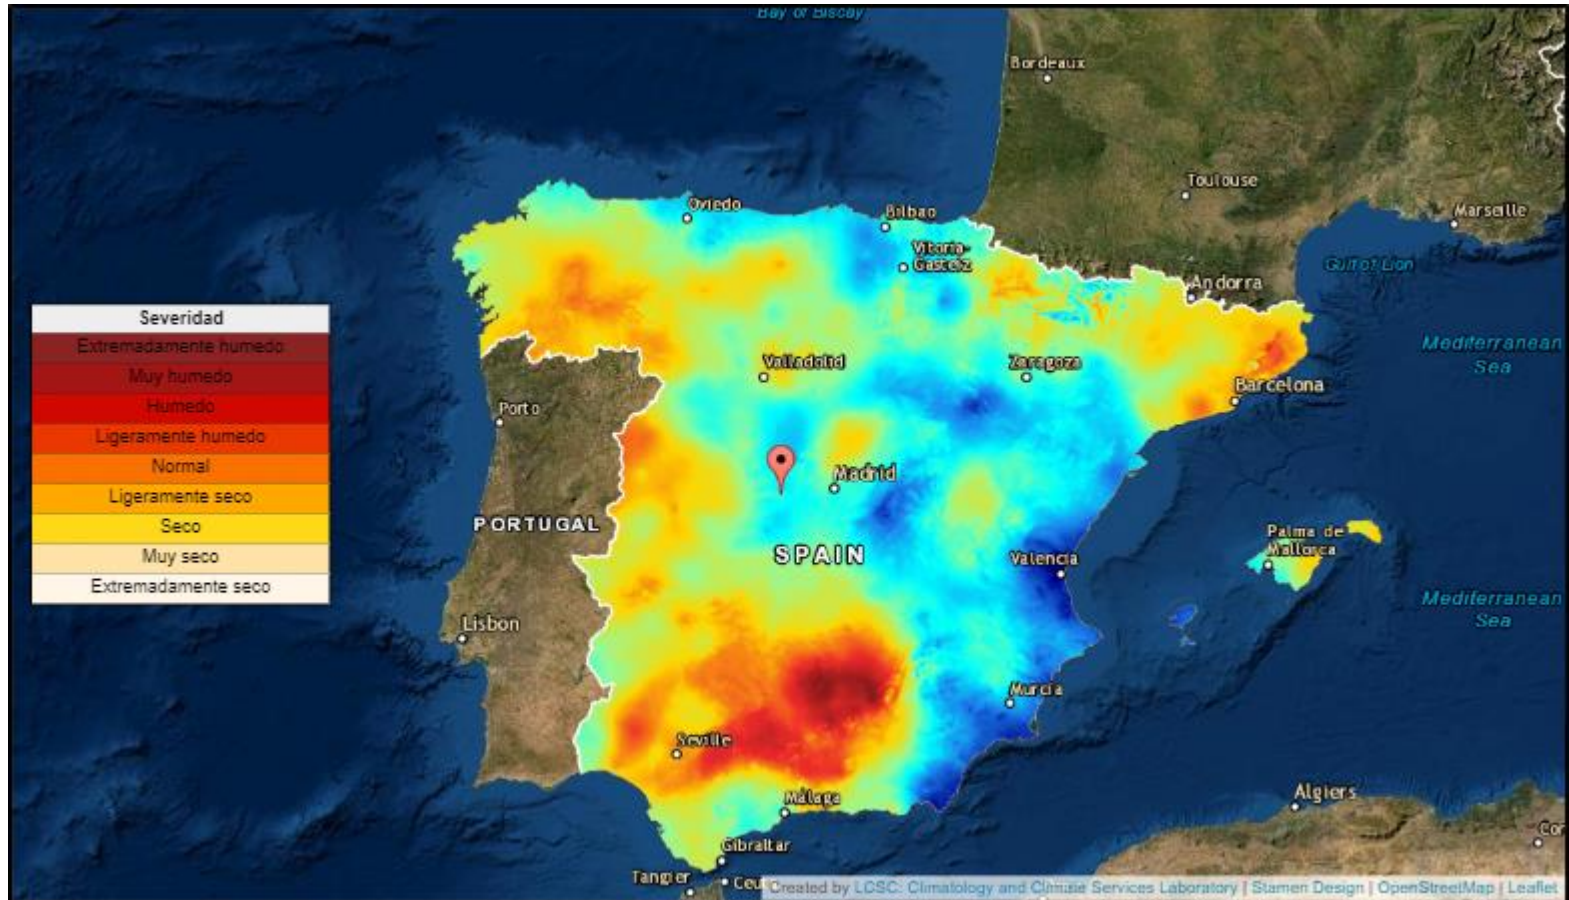 Bay of Biscay
Bordeaux
Toulouse
Marseille
Oviedo
Bilbao
Vitoria-
Gasteiz
Gulf of Lion
Andorra
Severidad
Extremadamente humedo
Muy humedo
Humedo
Ligeramente humedo
Normal
Ligeramente seco
Seco
Muy seco
Extremadamente seco
Mediterranean
Sea
Valladolid
Zaragoza
Barcelona
Porto
Madrid
PORTUGAL
SPAIN
Valencia
Palma de
Mallorca
Mediterranean
Sea
Lisbon
Murcia
Seville
Málaga
Algiers
Gibraltar
Tangier
Ceu
Cor
Created by LCSC: Climatology and Climate Services Laboratory | Stamen Design | OpenStreetMap | Leaflet